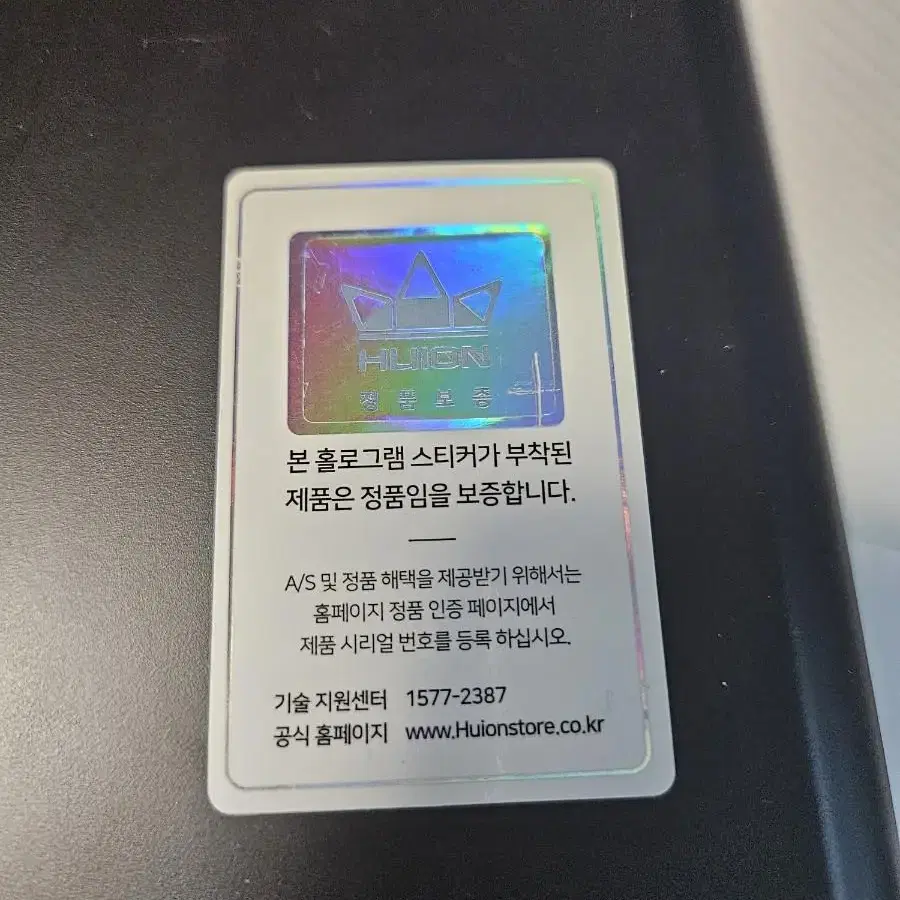 HUION
정품보증
본 홀로그램 스티커가 부착된
제품은 정품임을 보증합니다.
A/S 및 정품 해택을 제공받기 위해서는
홈페이지 정품 인증 페이지에서
제품 시리얼 번호를 등록 하십시오.
기술 지원센터 1577-2387
공식 홈페이지 www.Huionstore.co.kr